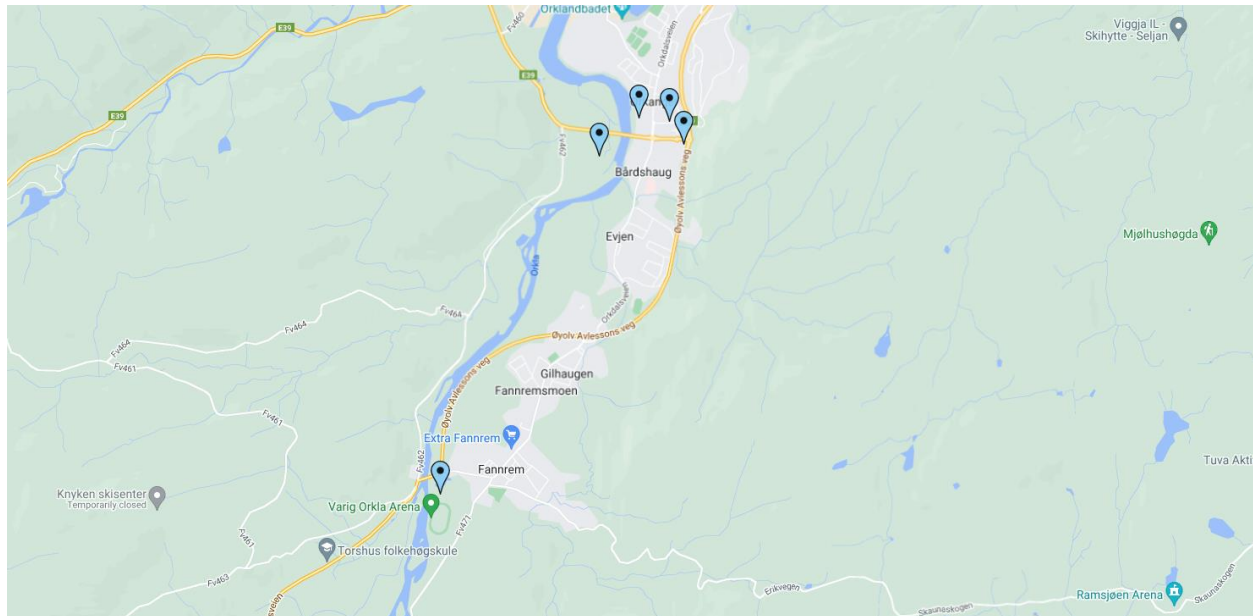 Orklandbadet
Fv460
Viggja IL -
Skihytte - Seljan
E39
Orkdalsveien
E39
E39
Fv462
Bårdshaug
Øyolv Avlessons veg
Evjen
Mjølhushøgda
Orkla
Orkdalsveien
Fv464
Fv464
Øyolv Avlessons veg
Fv464
Fv461
Gilhaugen
Øyolv Avlessons veg
Fannremsmoen
Fv461
Extra Fannrem
Fv462
Tuva Akti
Fannrem
Knyken skisenter
Temporarily closed
Varig Orkla Arena
Fv471
Torshus folkehøgskule
Fv461
Fv463
Erikvegen
Ramsjøen Arena
Skaunaskogen
Skaunaskogen